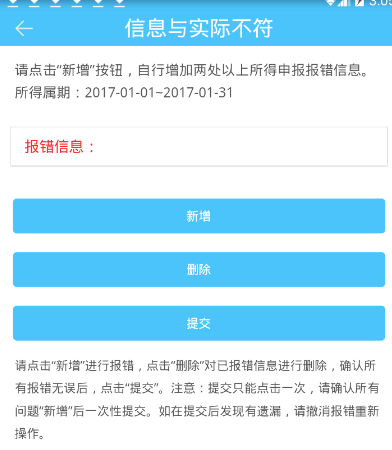 3:05
信息与实际不符
请点击“新增”按钮，自行增加两处以上所得申报报错信息。
所得属期：2017-01-01~2017-01-31
报错信息：
新增
删除
提交
请点击“新增”进行报错，点击“删除”对已报错信息进行删除，确认所
有报错无误后，点击“提交”。注意：提交只能点击一次，请确认所有
问题“新增”后一次性提交。如在提交后发现有遗漏，请撤消报错重新
操作。